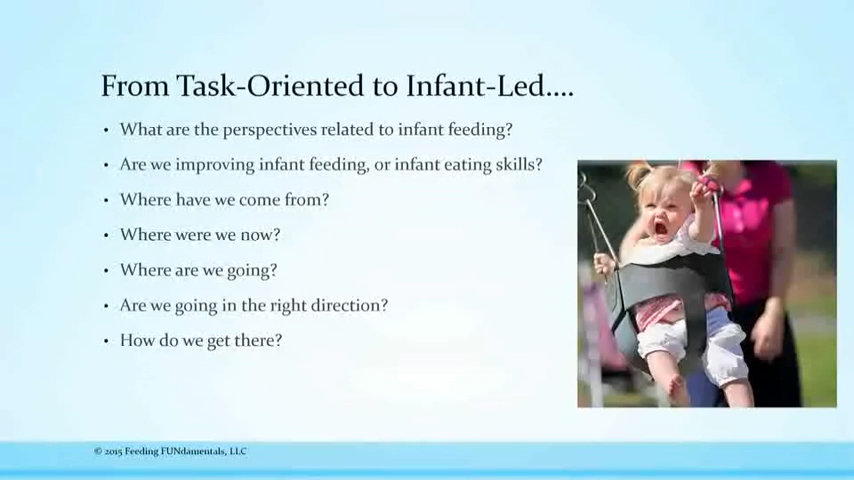 From Task-Oriented to Infant-Led....
• What are the perspectives related to infant feeding?
• Are we improving infant feeding, or infant eating skills?
• Where have we come from?
• Where were we now?
• Where are we going?
• Are we going in the right direction?
• How do we get there?
© 2015 Feeding FUNdamentals, LLC